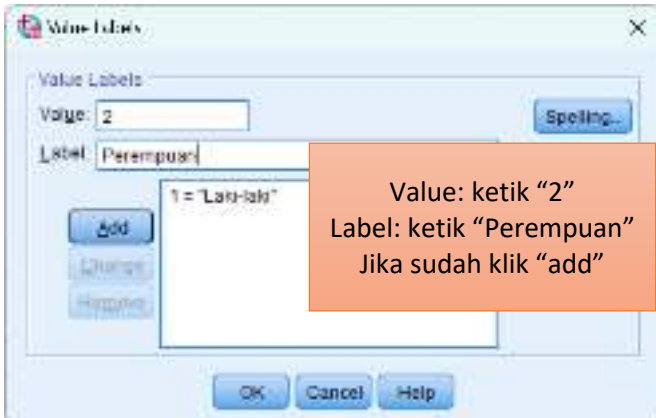 Value Labels
Value Labels
Value: 2
Spelling...
Label: Perempuan
1 = "Laki-laki"
Add
Change
Remove
Value: ketik “2”
Label: ketik “Perempuan”
Jika sudah klik “add”
OK Cancel Help